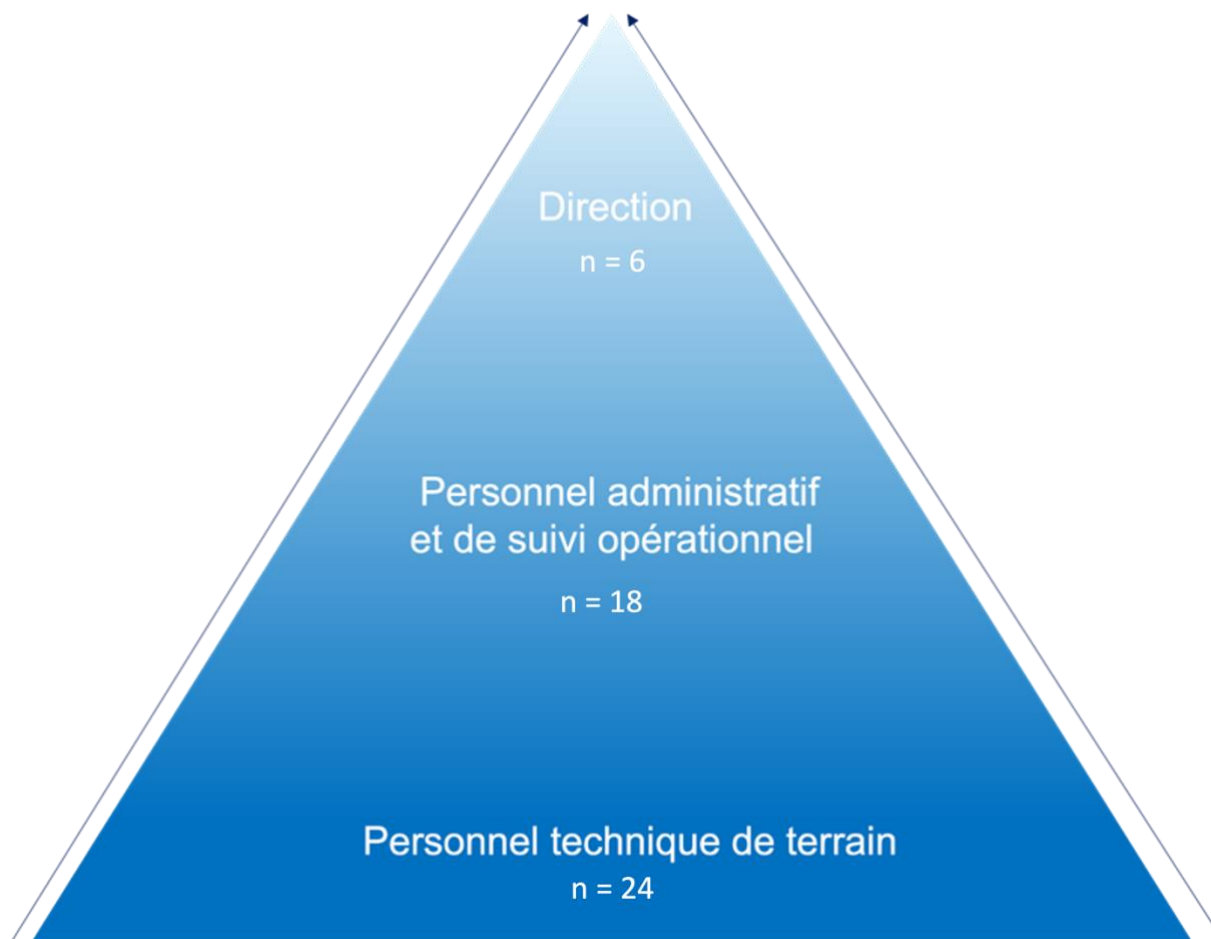 Direction
n = 6
Personnel administratif
et de suivi opérationnel
n = 18
Personnel technique de terrain
n = 24